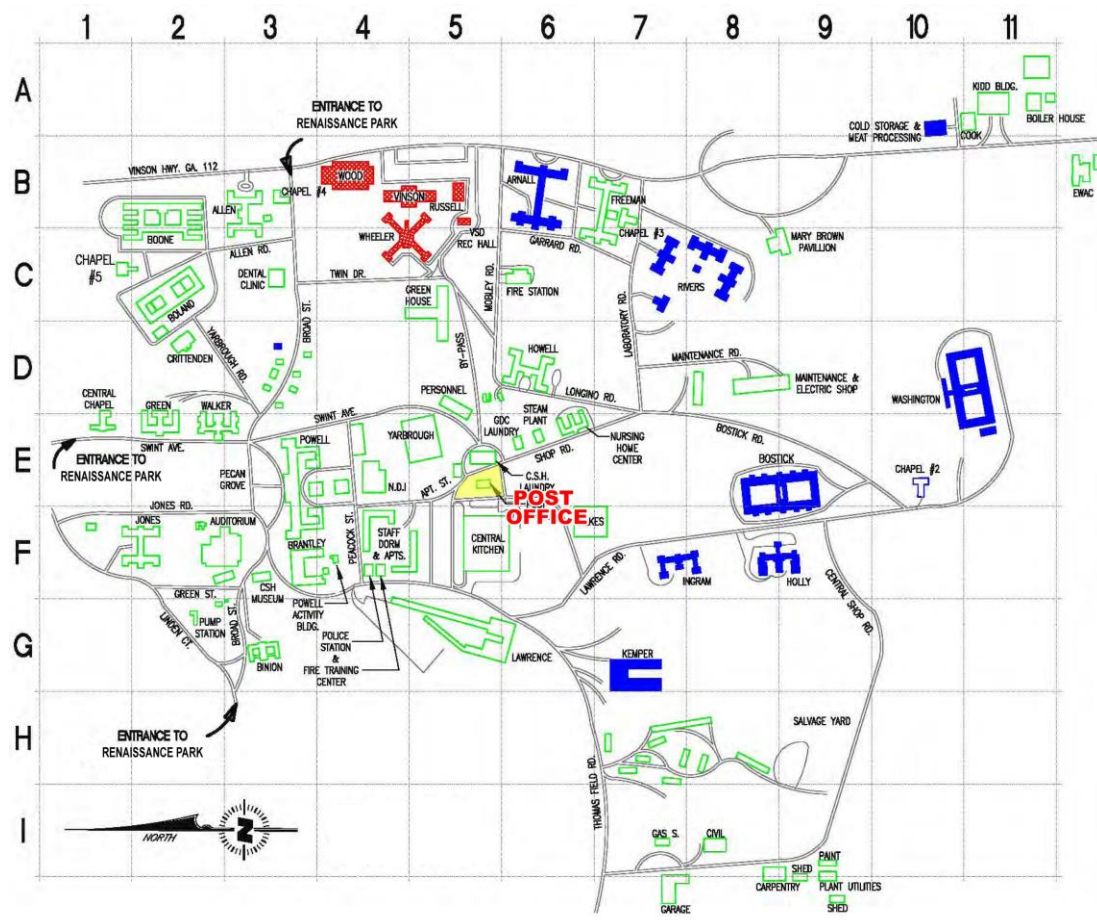 1 2 3 4 5 6 7 8 9 10 11
A
ENTRANCE TO
RENAISSANCE PARK
KIDD BLDG.
COLD STORAGE &
MEAT PROCESSING
COOK
BOILER HOUSE
B
VINSON HWY. GA. 112
CHAPEL #4
WOOD
VINSON
RUSSELL
ARNALL
FREEMAN
EWAC
ALLEN
BOONE
WHEELER
VSD
REC HALL
GARRARD RD.
CHAPEL #3
MARY BROWN
PAVILLION
C
CHAPEL
#5
ALLEN RD.
DENTAL
CLINIC
TWIN DR.
GREEN
HOUSE
MOBLEY RD.
FIRE STATION
RIVERS
BOLAND
BROAD ST.
LABORATORY RD.
D
CRITTENDEN
YARBROUGH RD.
BY-PASS
HOWELL
MAINTENANCE RD.
MAINTENANCE &
ELECTRIC SHOP
WASHINGTON
CENTRAL
CHAPEL
GREEN
WALKER
PERSONNEL
LONGINO RD.
SWINT AVE
GDC
LAUNDRY
STEAM
PLANT
E
SWINT AVE.
ENTRANCE TO
RENAISSANCE PARK
POWELL
YARBROUGH
SHOP RD.
NURSING
HOME
CENTER
BOSTICK RD.
BOSTICK
CHAPEL #2
PECAN
GROVE
N.D.I
APT. ST.
C.S.H.
LAUNDRY
POST
OFFICE
JONES RD.
F
JONES
AUDITORIUM
BRANTLEY
PEACOCK ST.
STAFF
DORM
& APTS.
CENTRAL
KITCHEN
LKES
LAWRENCE RD.
INGRAM
HOLLY
CENTRAL SHOP RD.
GREEN ST.
CSH
MUSEUM
POWELL
ACTIVITY
BLDG.
G
LINDEN CT.
PUMP
STATION
BROAD ST.
BINION
POLICE
STATION
&
FIRE TRAINING
CENTER
LAWRENCE
KEMPER
H
ENTRANCE TO
RENAISSANCE PARK
SALVAGE YARD
THOMAS FIELD RD.
I
NORTH
N
GAS S.
CIVIL
PAINT
SHED
CARPENTRY
PLANT UTILITIES
GARAGE
SHED